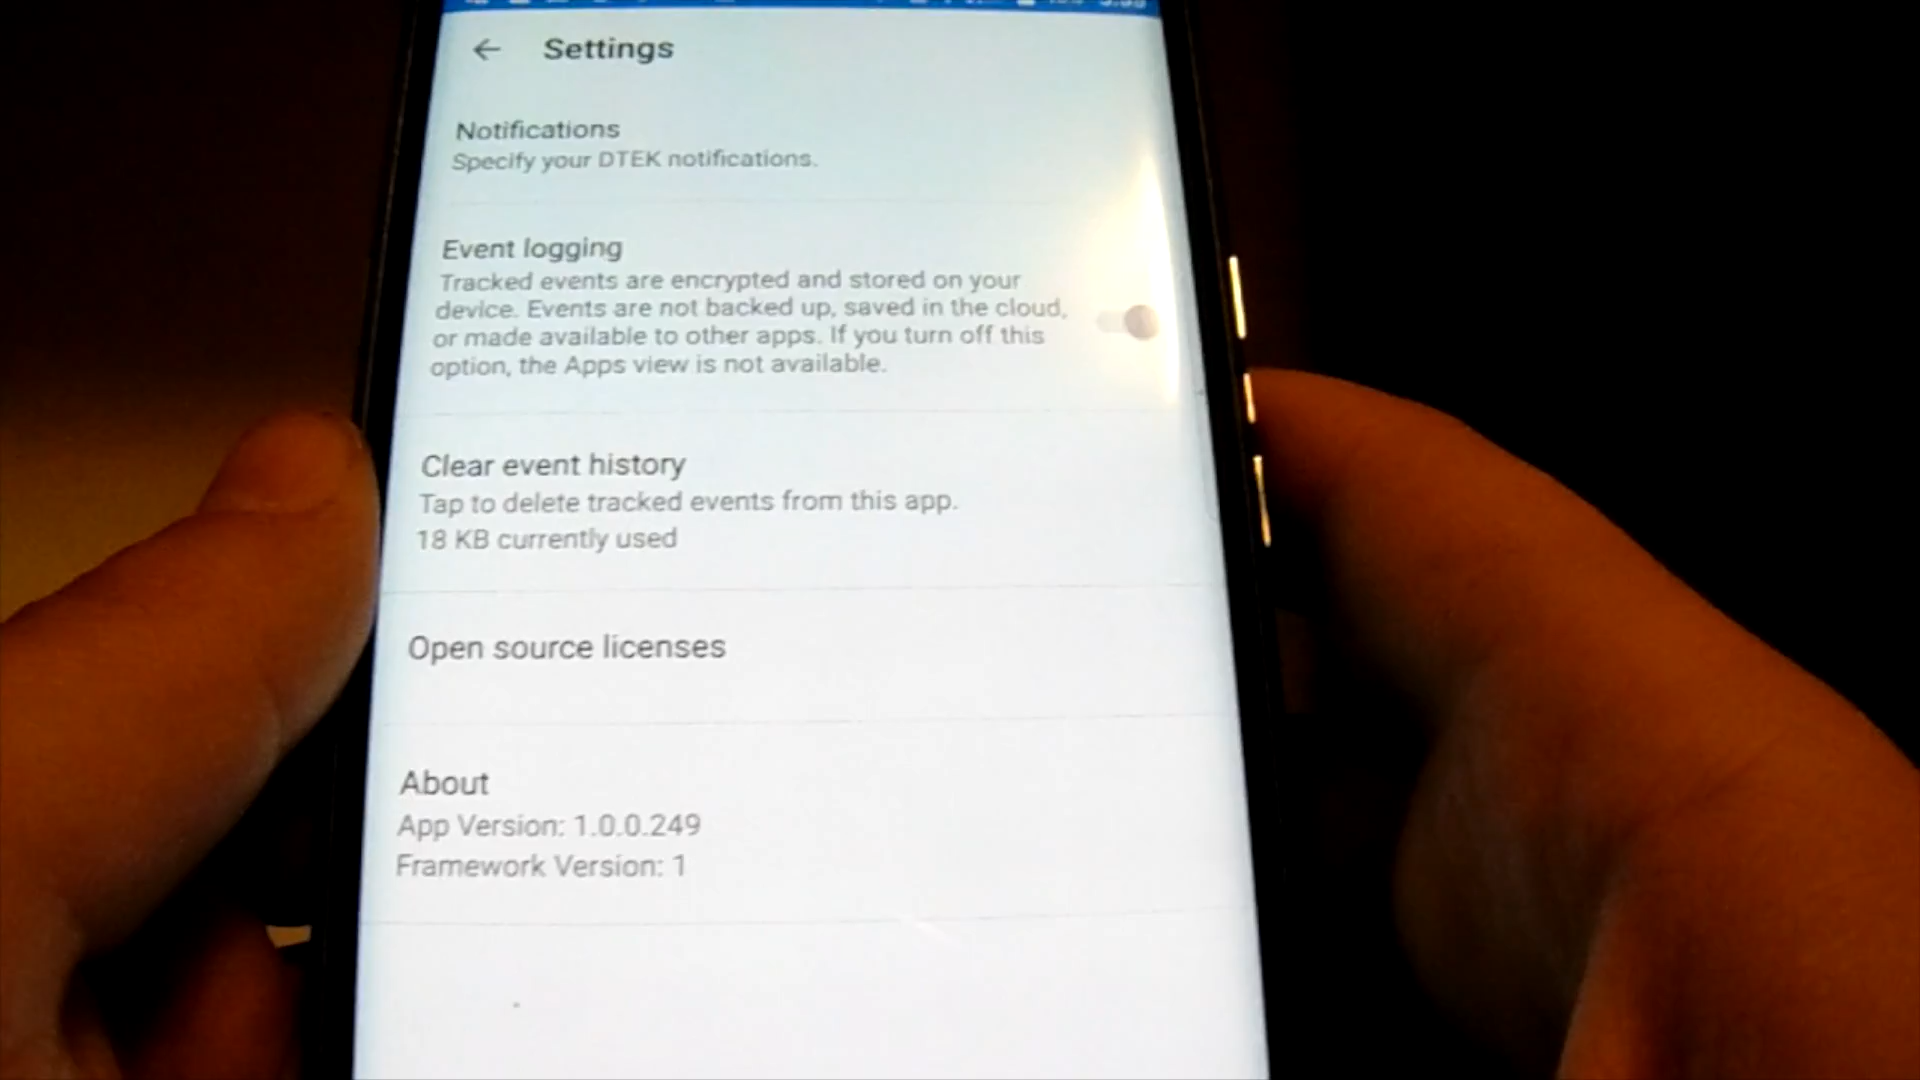 Settings
Notifications
Specify your DTEK notifications.
Event logging
Tracked events are encrypted and stored on your
device. Events are not backed up, saved in the cloud,
or made available to other apps. If you turn off this
option, the Apps view is not available.
Clear event history
Tap to delete tracked events from this app.
18 KB currently used
Open source licenses
About
App Version: 1.0.0.249
Framework Version: 1